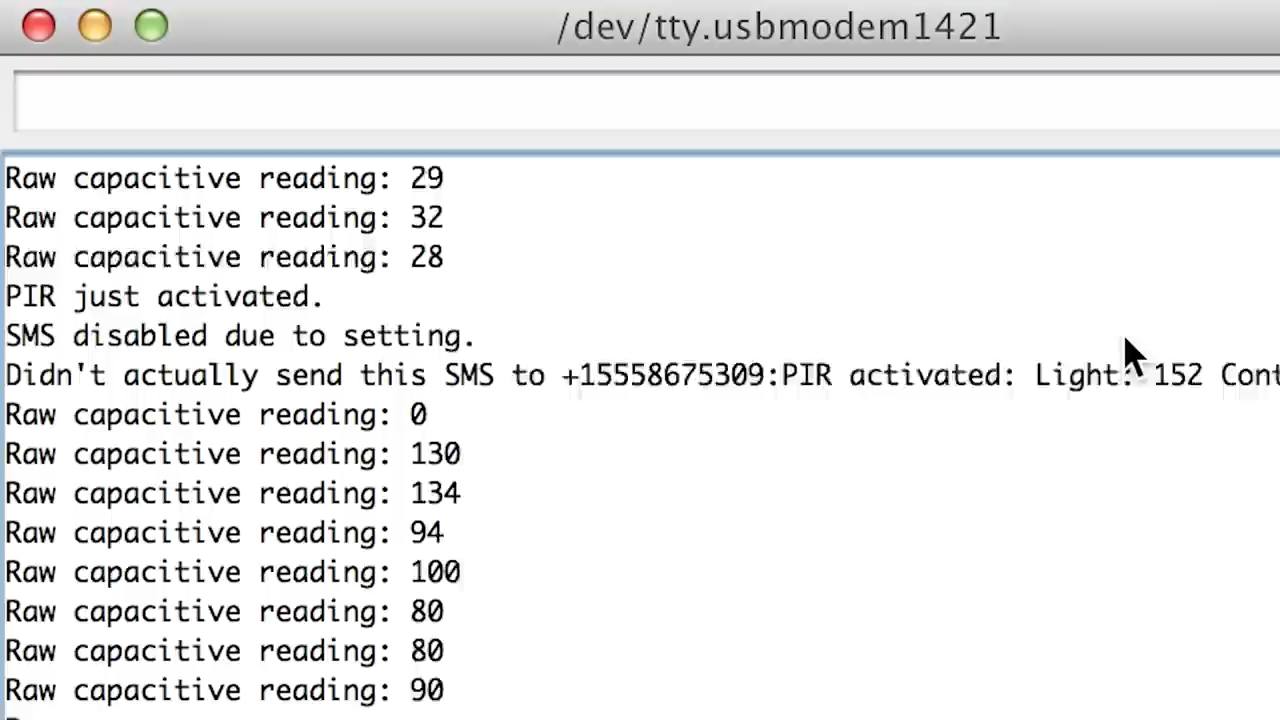 /dev/tty.usbmodem1421
Raw capacitive reading: 29
Raw capacitive reading: 32
Raw capacitive reading: 28
PIR just activated.
SMS disabled due to setting.
Didn't actually send this SMS to +15558675309:PIR activated: Light: 152
Raw capacitive reading: 0
Raw capacitive reading: 130
Raw capacitive reading: 134
Raw capacitive reading: 94
Raw capacitive reading: 100
Raw capacitive reading: 80
Raw capacitive reading: 80
Raw capacitive reading: 90